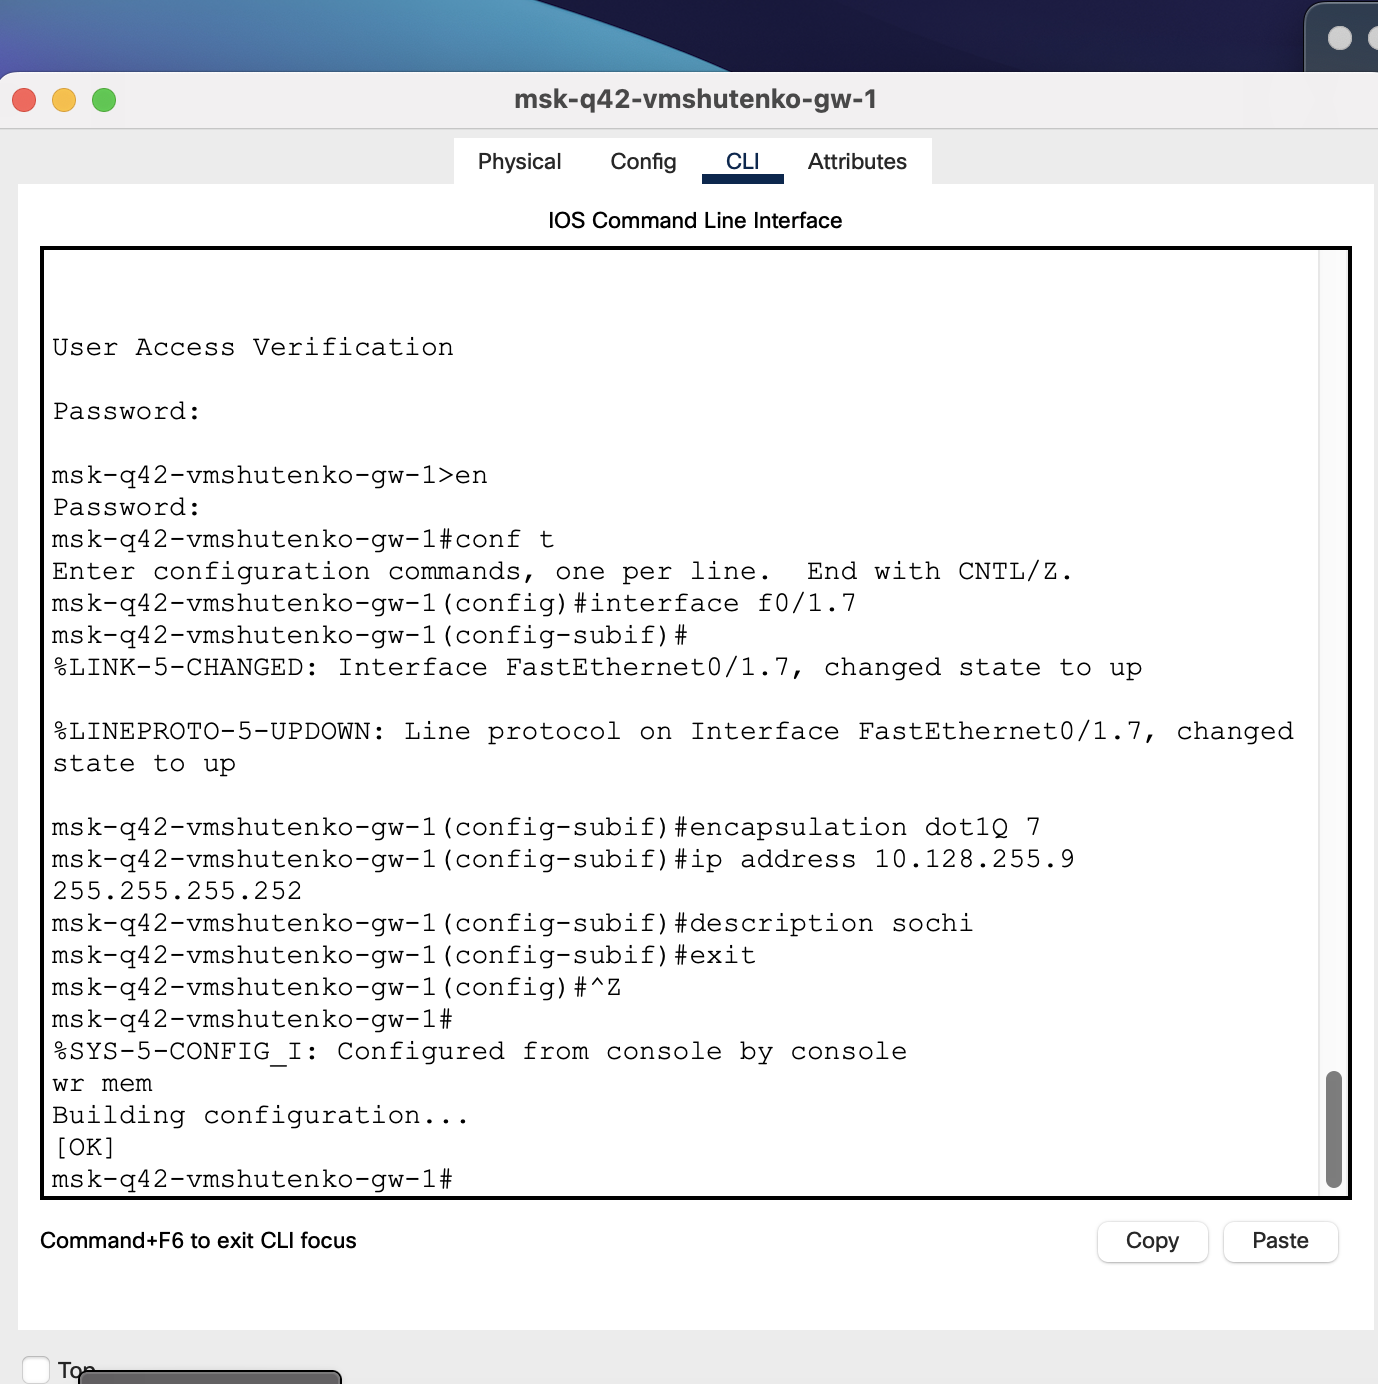 msk-q42-vmshutenko-gw-1
Physical Config CLI Attributes
IOS Command Line Interface
User Access Verification
Password:
msk-q42-vmshutenko-gw-1>en
Password:
msk-q42-vmshutenko-gw-1#conf t
Enter configuration commands, one per line.  End with CNTL/Z.
msk-q42-vmshutenko-gw-1(config)#interface f0/1.7
msk-q42-vmshutenko-gw-1(config-subif)#
%LINK-5-CHANGED: Interface FastEthernet0/1.7, changed state to up
%LINEPROTO-5-UPDOWN: Line protocol on Interface FastEthernet0/1.7, changed
state to up
msk-q42-vmshutenko-gw-1(config-subif)#encapsulation dot1Q 7
msk-q42-vmshutenko-gw-1(config-subif)#ip address 10.128.255.9
255.255.255.252
msk-q42-vmshutenko-gw-1(config-subif)#description sochi
msk-q42-vmshutenko-gw-1(config-subif)#exit
msk-q42-vmshutenko-gw-1(config)#^Z
msk-q42-vmshutenko-gw-1#
%SYS-5-CONFIG_I: Configured from console by console
wr mem
Building configuration...
[OK]
msk-q42-vmshutenko-gw-1#
Command+F6 to exit CLI focus
Copy Paste
Top